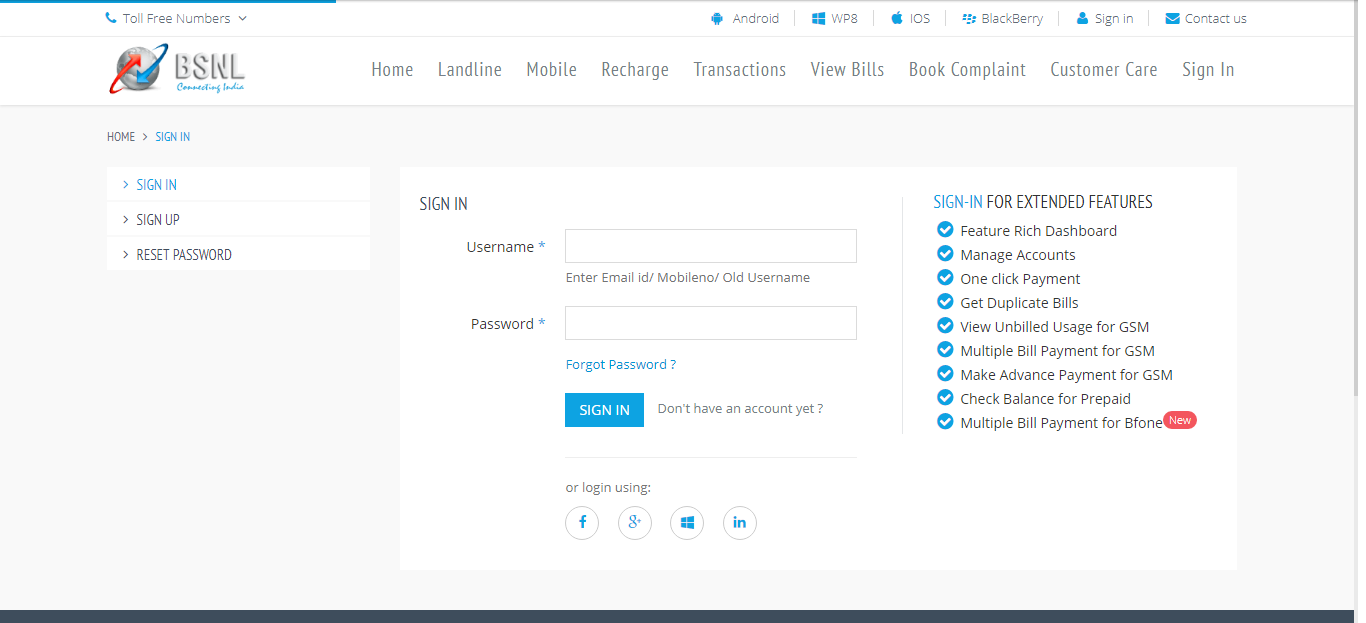 Toll Free Numbers
Android
WP8
IOS
BlackBerry
Sign in
Contact us
BSNL
Connecting India
Home
Landline
Mobile
Recharge
Transactions
View Bills
Book Complaint
Customer Care
Sign In
HOME > SIGN IN
> SIGN IN
> SIGN UP
> RESET PASSWORD
SIGN IN
Username *
Enter Email id/ Mobileno/ Old Username
Password *
Forgot Password ?
SIGN IN
Don't have an account yet ?
or login using:
f
g+
in
SIGN-IN FOR EXTENDED FEATURES
Feature Rich Dashboard
Manage Accounts
One click Payment
Get Duplicate Bills
View Unbilled Usage for GSM
Multiple Bill Payment for GSM
Make Advance Payment for GSM
Check Balance for Prepaid
Multiple Bill Payment for Bfone New